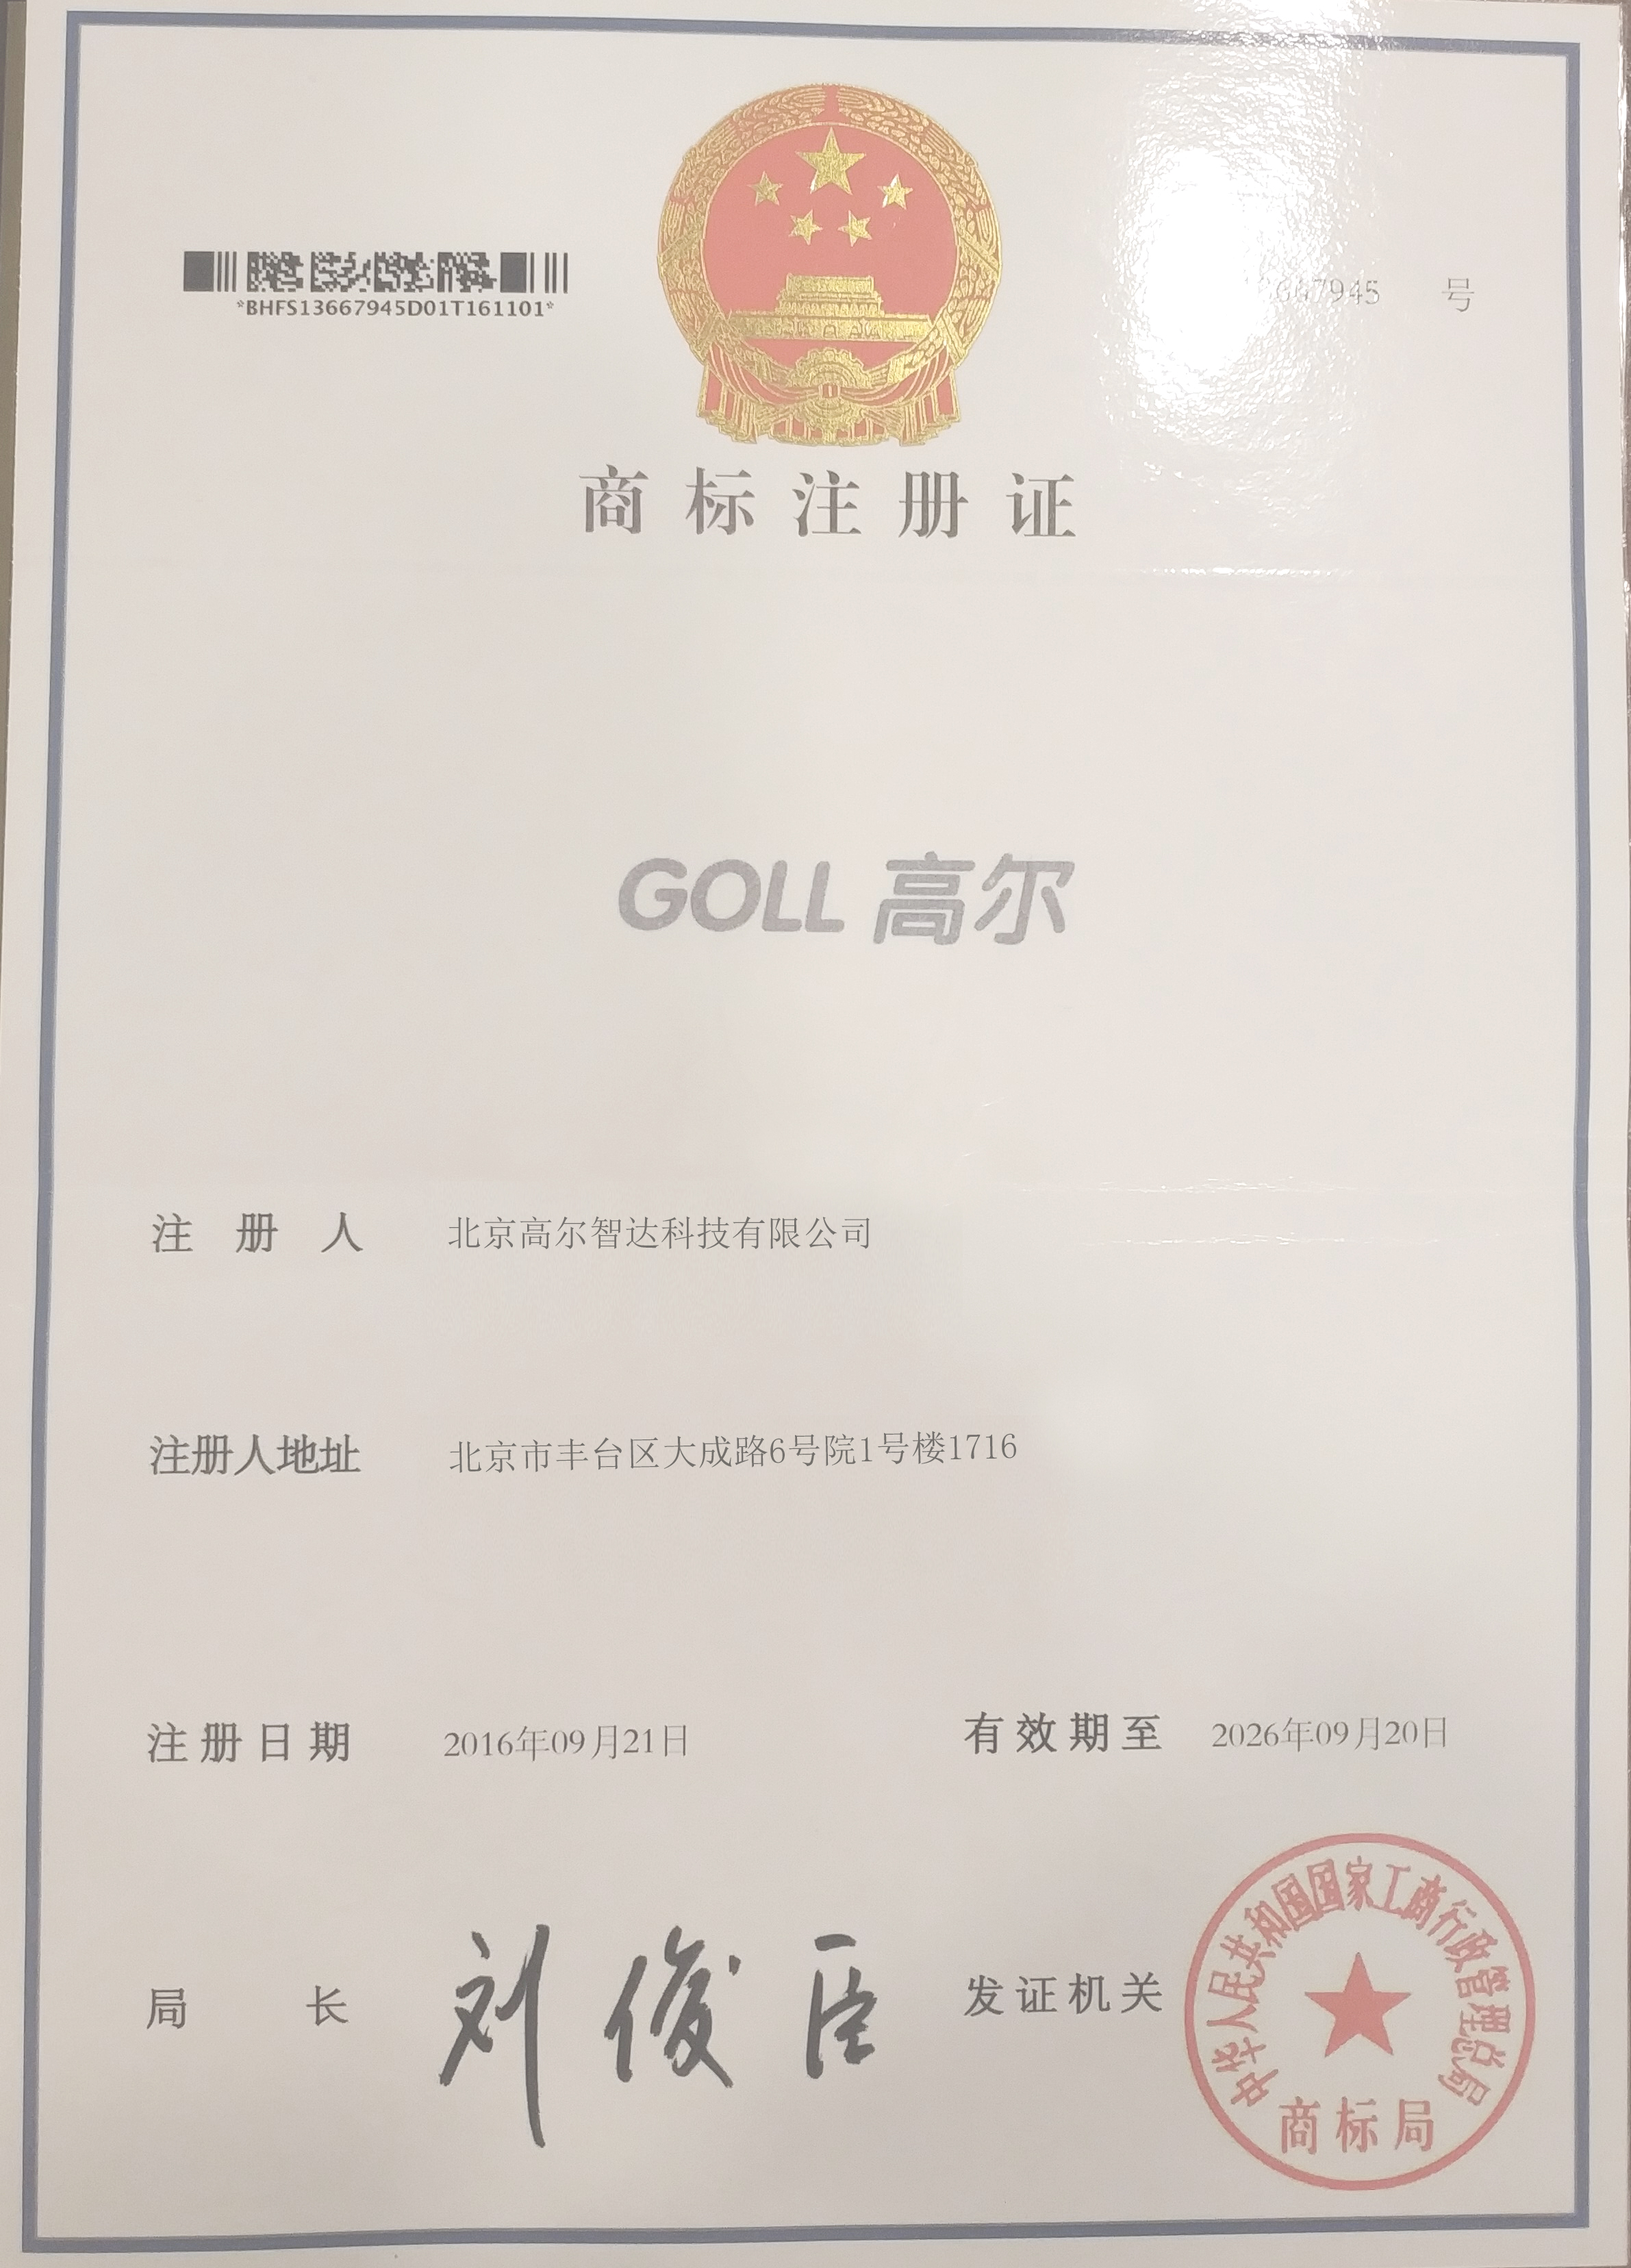 *BHFS13667945D01T161101*
667945 号
商标注册证
GOLL 高尔
注册人 北京高尔智达科技有限公司
注册人地址 北京市丰台区大成路6号院1号楼1716
注册日期 2016年09月21日 有效期至 2026年09月20日
局长 刘俊臣 发证机关
中华人民共和国国家工商行政管理总局
商标局